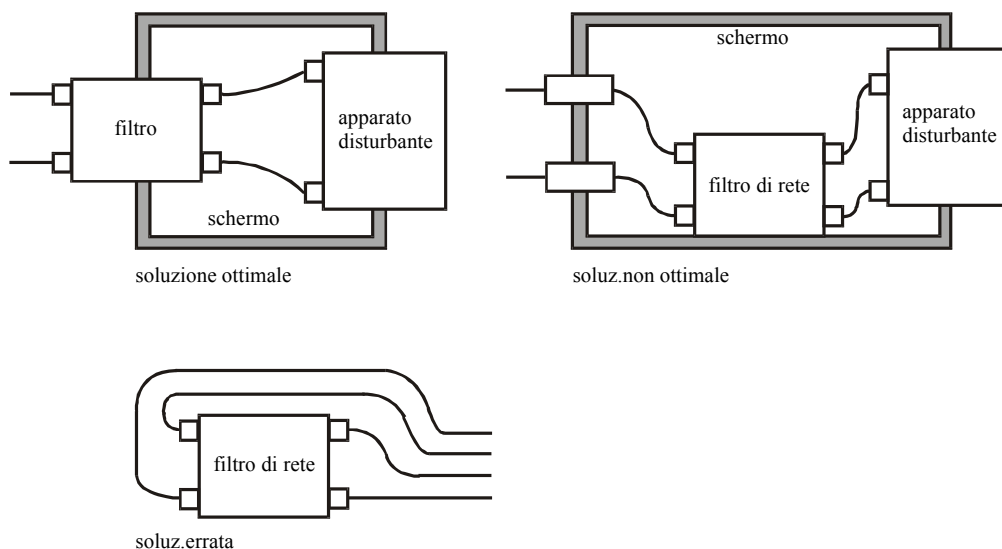 filtro
apparato
disturbante
schermo
soluzione ottimale
schermo
apparato
disturbante
filtro di rete
soluz.non ottimale
filtro di rete
soluz.errata